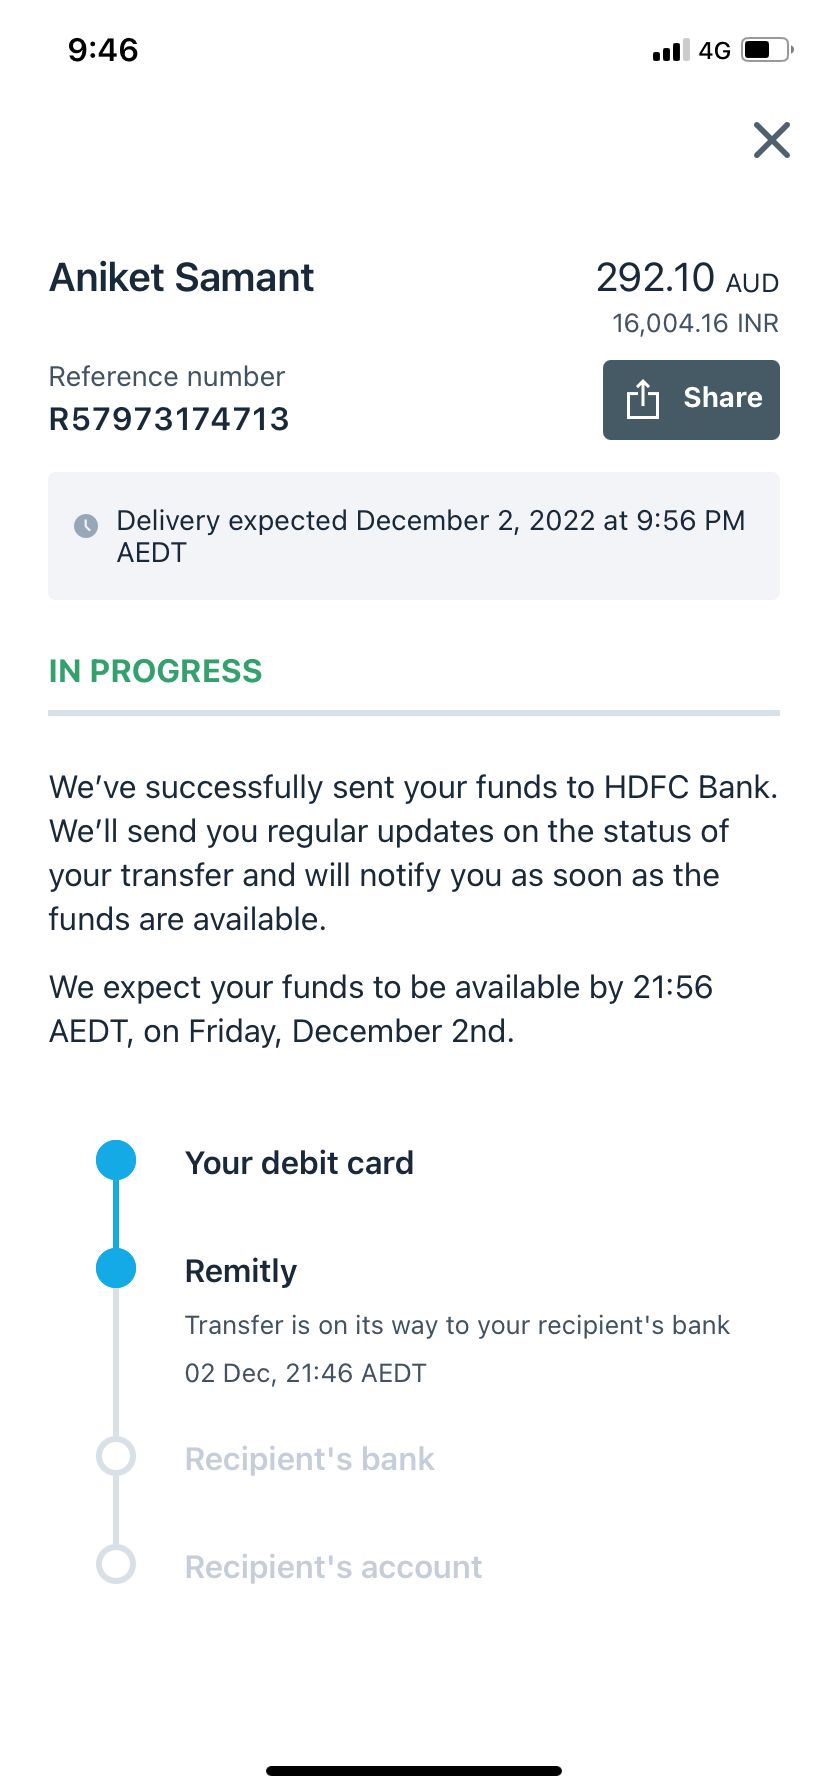 9:46
4G
Aniket Samant
292.10 AUD
16,004.16 INR
Reference number
R57973174713
Share
Delivery expected December 2, 2022 at 9:56 PM
AEDT
IN PROGRESS
We’ve successfully sent your funds to HDFC Bank.
We’ll send you regular updates on the status of
your transfer and will notify you as soon as the
funds are available.
We expect your funds to be available by 21:56
AEDT, on Friday, December 2nd.
Your debit card
Remitly
Transfer is on its way to your recipient's bank
02 Dec, 21:46 AEDT
Recipient's bank
Recipient's account